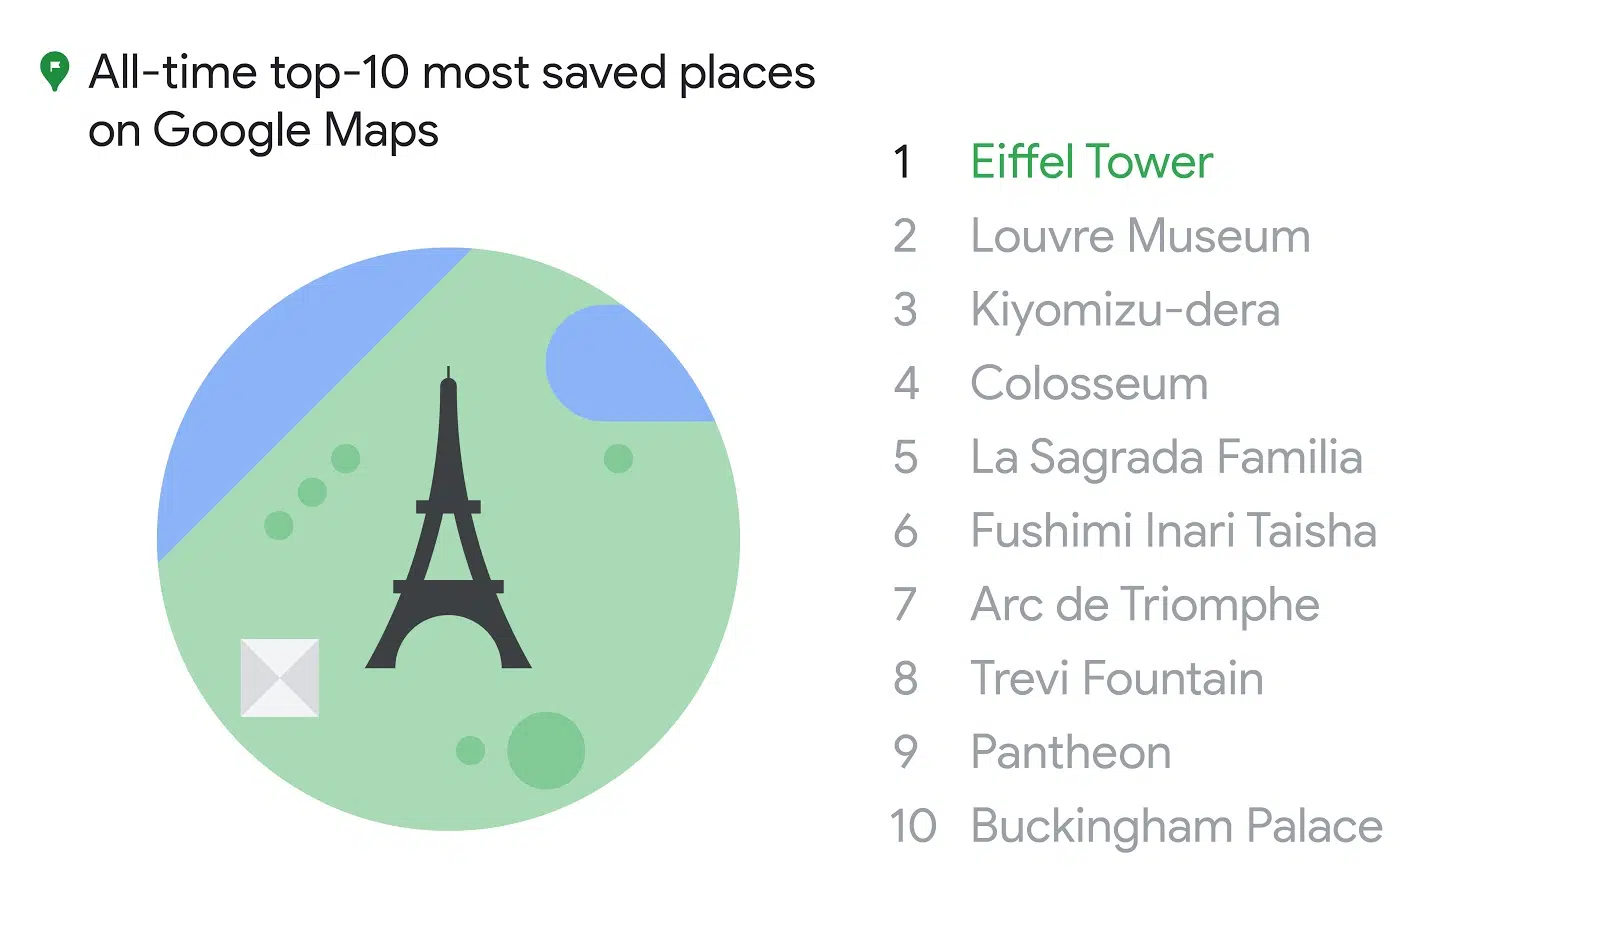 All-time top-10 most saved places
on Google Maps
1 Eiffel Tower
2 Louvre Museum
3 Kiyomizu-dera
4 Colosseum
5 La Sagrada Familia
6 Fushimi Inari Taisha
7 Arc de Triomphe
8 Trevi Fountain
9 Pantheon
10 Buckingham Palace